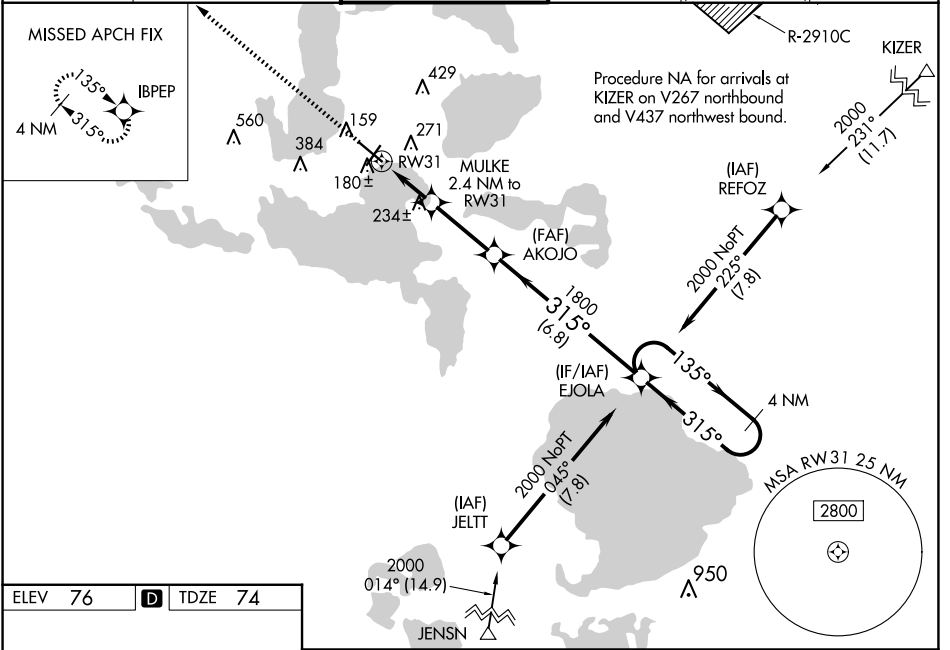 MISSED APCH FIX
135°
IBPEP
4 NM
315°
R-2910C
KIZER
Procedure NA for arrivals at
KIZER on V267 northbound
and V437 northwest bound.
2000
231°
(11.7)
429
560
159
271
384
RW31
180±
MULKE
2.4 NM to
RW31
234±
(IAF)
REFOZ
(FAF)
AKOJO
2000 NoPT
225°
(7.8)
1800
315°
(6.8)
(IF/IAF)
EJOLA
135°
4 NM
315°
2000 NoPT
045°
(7.8)
MSA RW31 25 NM
2800
(IAF)
JELTT
2000
014° (14.9)
950
JENSN
ELEV 76 D TDZE 74